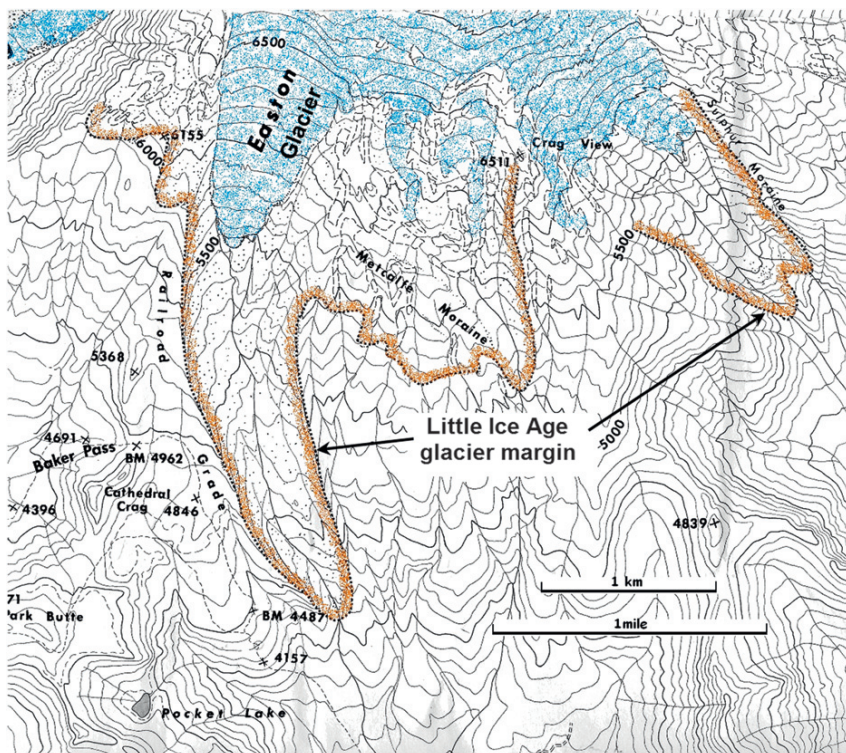 6500
Easton
Glacier
6155
6000
6511
Crag View
Sulphur
Moraine
5500
5500
Metcalfe
Moraine
Railroad
Grade
5368
Little Ice Age
glacier margin
5000
4691
Baker Pass
BM 4962
Cathedral
Crag
4846
4396
4839
1 km
71
Park Butte
BM 4487
1mile
4157
Pocket Lake